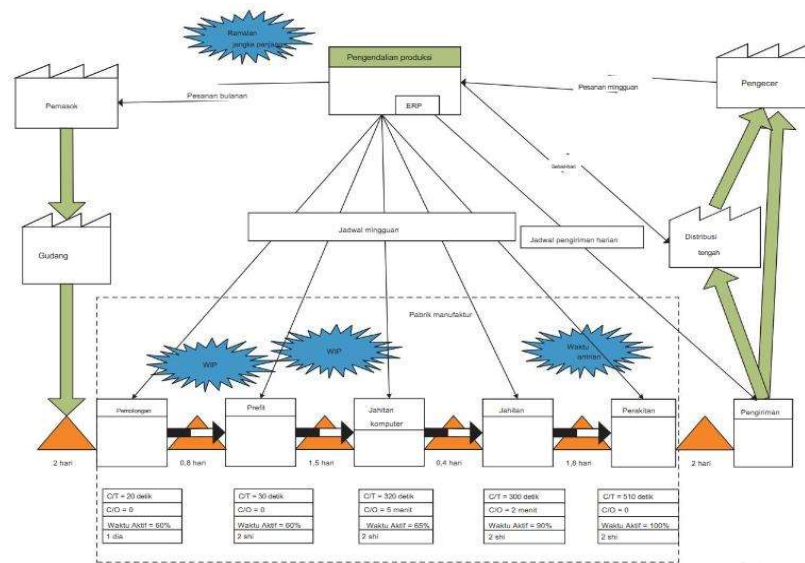 Ramalan
jangka panjang
Pengendalian produksi
ERP
Pemasok
Pesanan bulanan
Pesanan mingguan
Pengecer
Gudang
Jadwal mingguan
Jadwal pengiriman harian
Distribusi
tengah
Pabrik manufaktur
WIP
WIP
Waktu
antrian
Pemotongan
Prefit
Jahitan
komputer
Jahitan
Perakitan
Pengiriman
2 hari
0,8 hari
1,5 hari
0,4 hari
1,8 hari
2 hari
C/T = 20 detik
C/O = 0
Waktu Aktif = 60%
1 dia
C/T = 30 detik
C/O = 0
Waktu Aktif = 60%
2 shi
C/T = 320 detik
C/O = 5 menit
Waktu Aktif = 65%
2 shi
C/T = 300 detik
C/O = 2 menit
Waktu Aktif = 90%
2 shi
C/T = 510 detik
C/O = 0
Waktu Aktif = 100%
2 shi